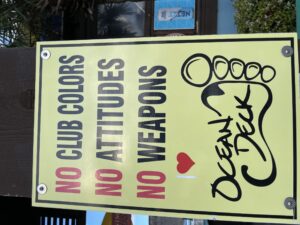 NO CLUB COLORS
NO ATTITUDES
NO WEAPONS
OCEAN
DECK